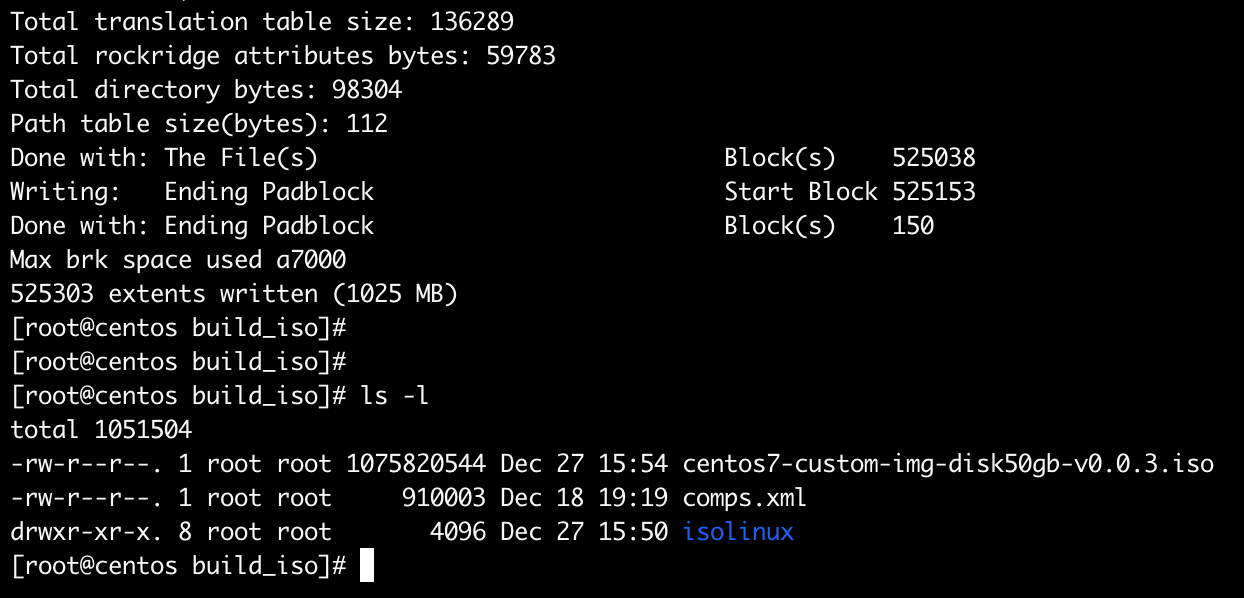 Total translation table size: 136289
Total rockridge attributes bytes: 59783
Total directory bytes: 98304
Path table size(bytes): 112
Done with: The File(s)                             Block(s)    525038
Writing:   Ending Padblock                         Start Block 525153
Done with: Ending Padblock                         Block(s)    150
Max brk space used a7000
525303 extents written (1025 MB)
[root@centos build_iso]#
[root@centos build_iso]#
[root@centos build_iso]# ls -l
total 1051504
-rw-r--r--. 1 root root 1075820544 Dec 27 15:54 centos7-custom-img-disk50gb-v0.0.3.iso
-rw-r--r--. 1 root root     910003 Dec 18 19:19 comps.xml
drwxr-xr-x. 8 root root       4096 Dec 27 15:50 isolinux
[root@centos build_iso]#